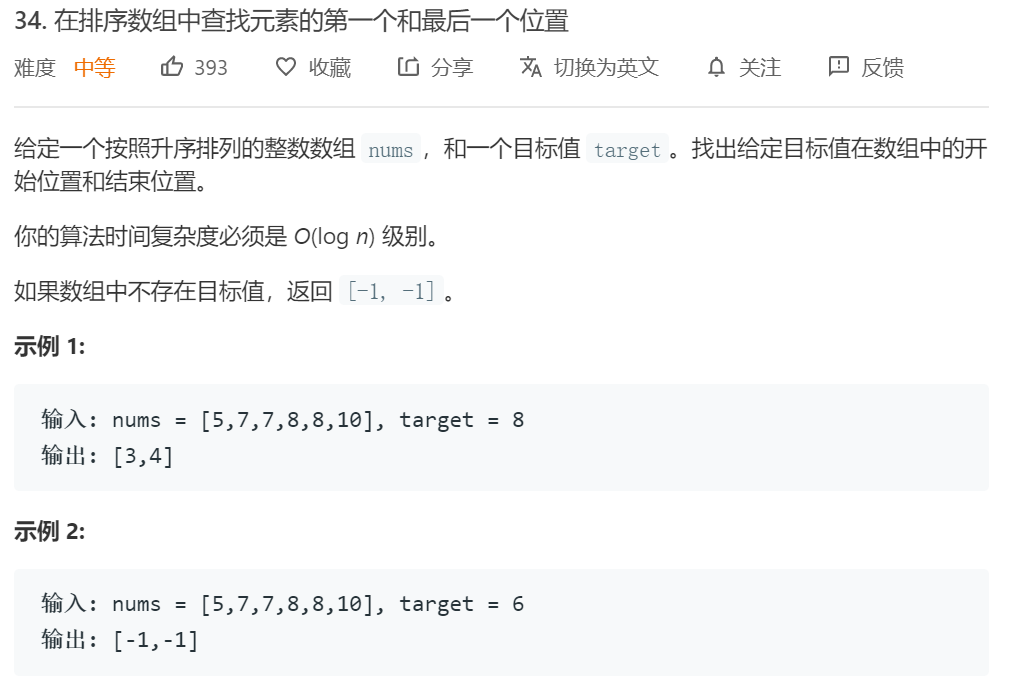 34. 在排序数组中查找元素的第一个和最后一个位置
难度 中等 393 收藏 分享 切换为英文 关注 反馈
给定一个按照升序排列的整数数组 nums，和一个目标值 target。找出给定目标值在数组中的开
始位置和结束位置。
你的算法时间复杂度必须是 O(log n) 级别。
如果数组中不存在目标值，返回 [-1, -1]。
示例 1:
输入: nums = [5,7,7,8,8,10], target = 8
输出: [3,4]
示例 2:
输入: nums = [5,7,7,8,8,10], target = 6
输出: [-1,-1]